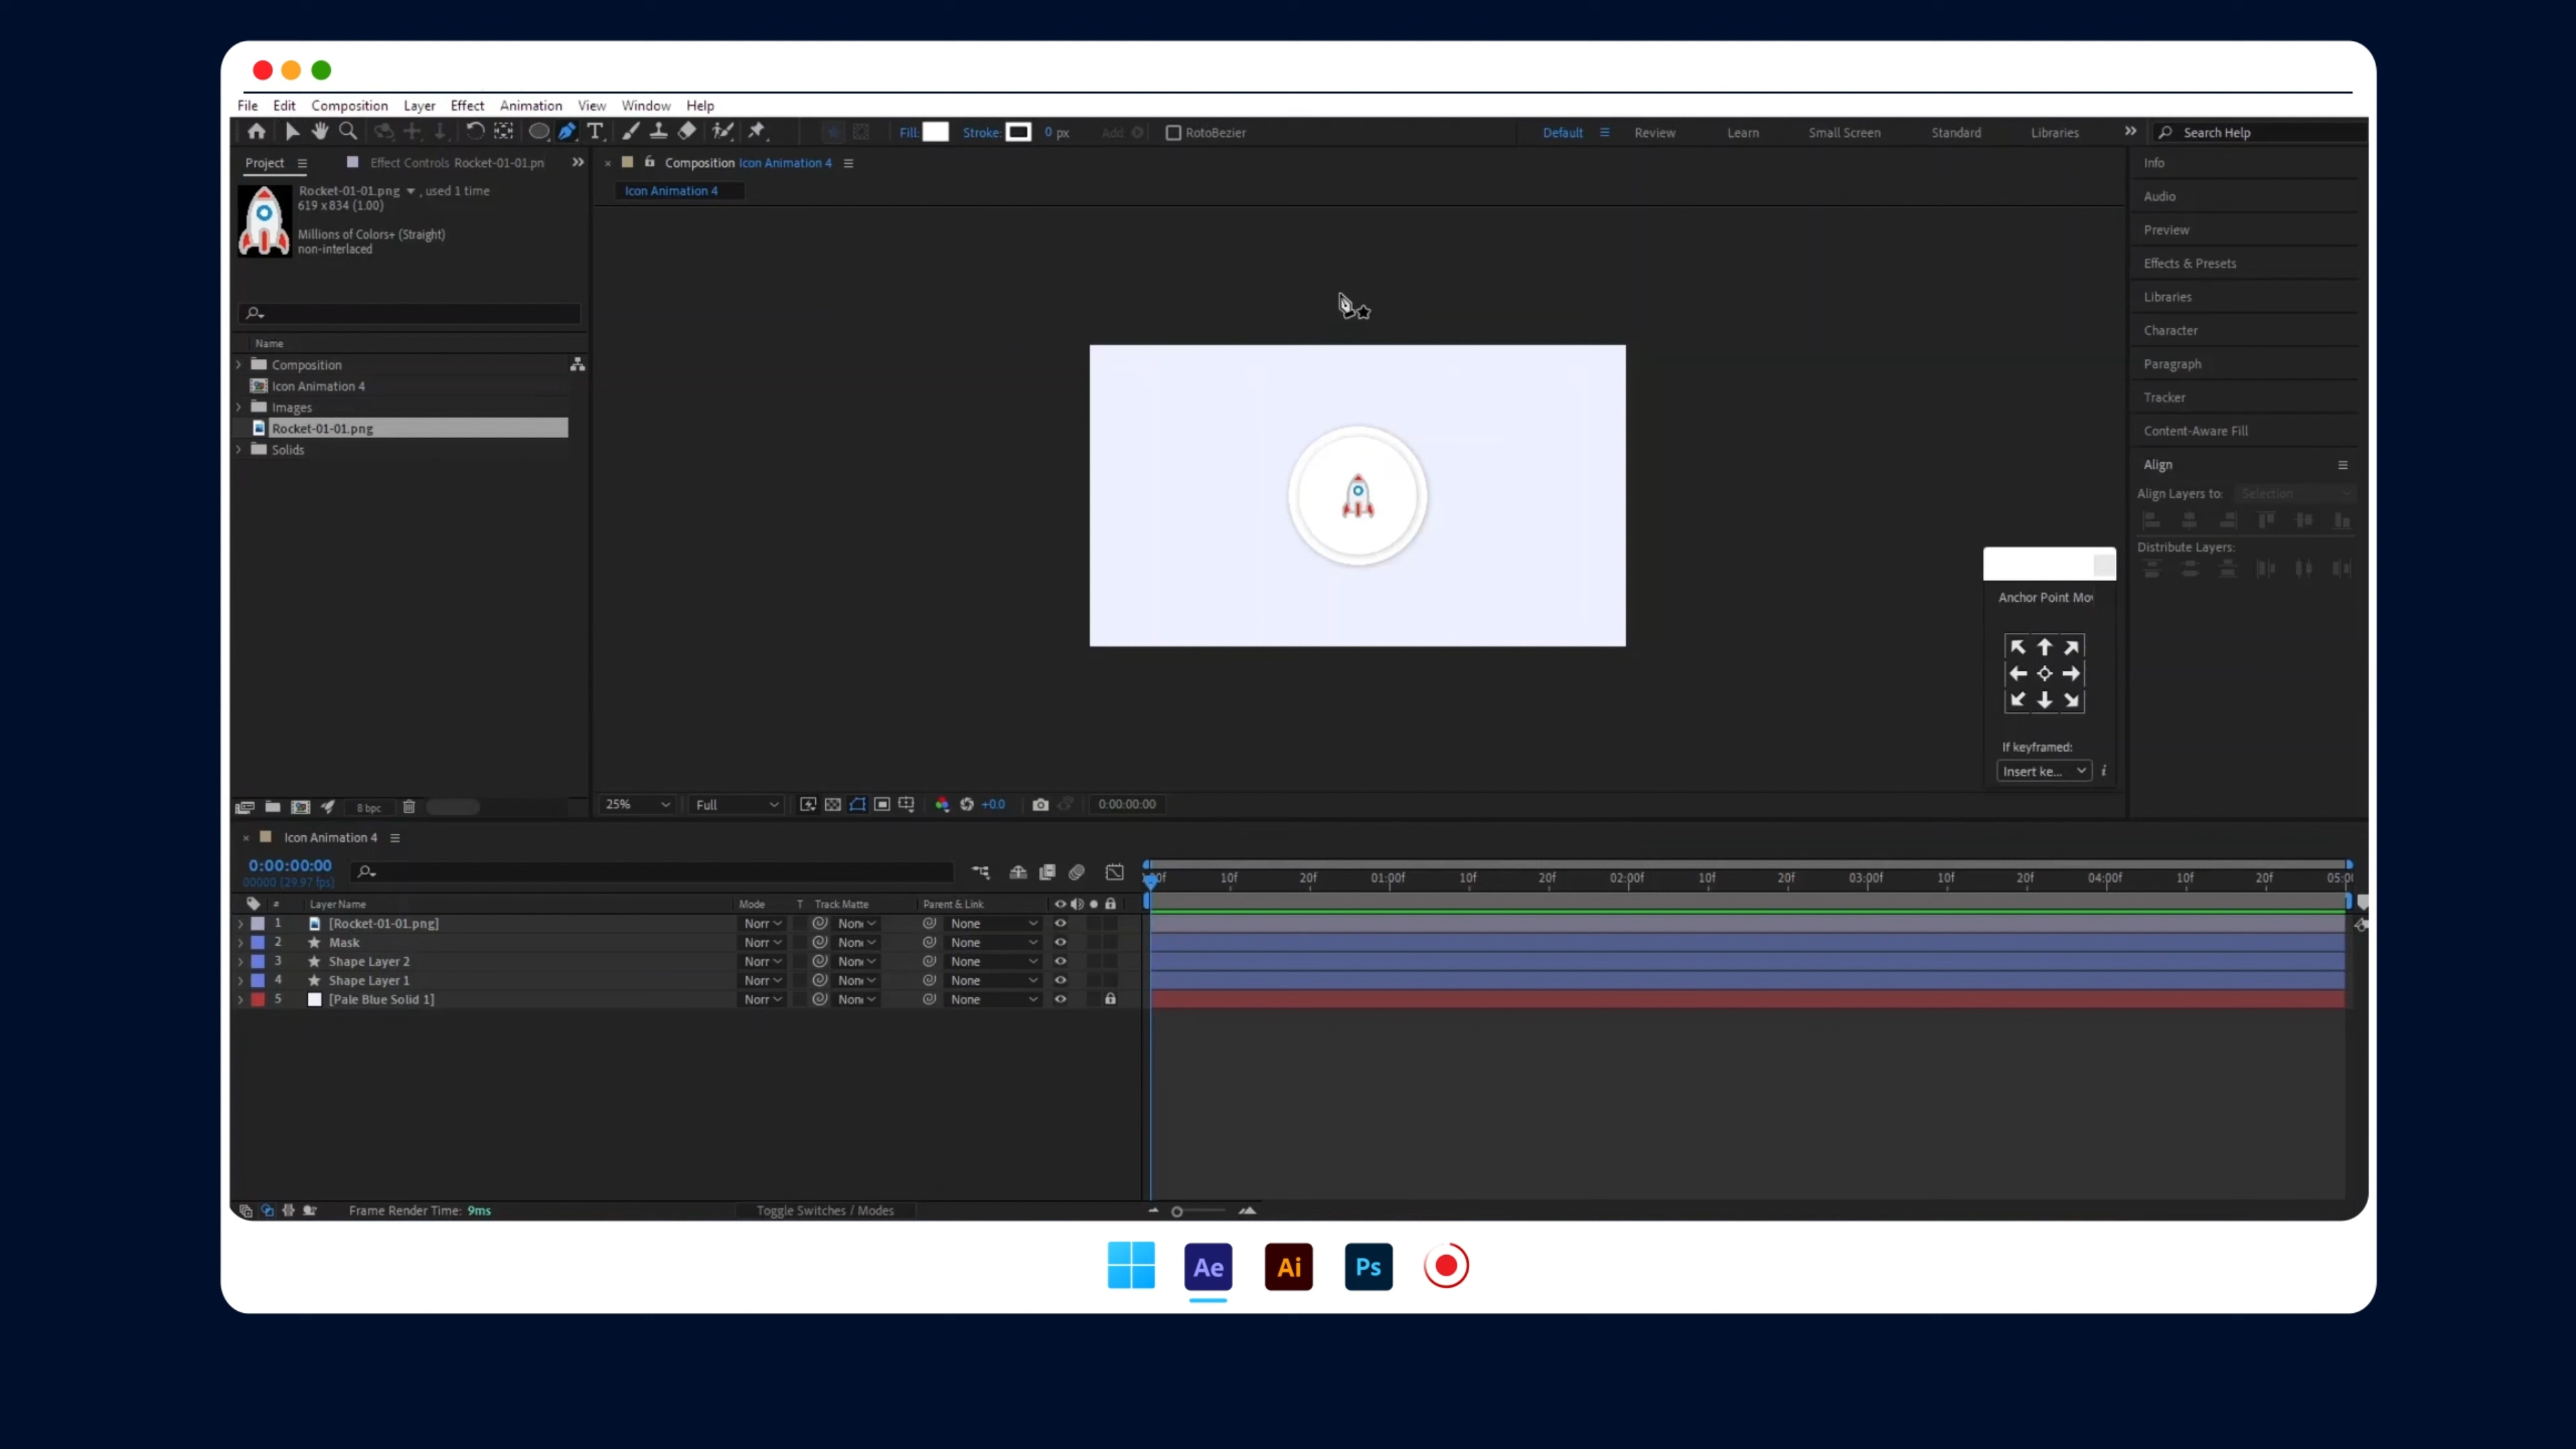 File Edit Composition Layer Effect Animation View Window Help
Fill: Stroke: 0 px Add RotoBezier Default Review Learn Small Screen Standard Libraries Search Help
Project Effect Controls Rocket-01-01.pn
Composition Icon Animation 4
Info
Rocket-01-01.png , used 1 time
619 x 834 (1.00)
Icon Animation 4
Audio
Millions of Colors+ (Straight)
non-interlaced
Preview
Effects & Presets
Libraries
Character
Paragraph
Tracker
Content-Aware Fill
Align
Align Layers to: Selection
Distribute Layers:
Name
Composition
Icon Animation 4
Images
Rocket-01-01.png
Solids
Anchor Point Mov
If keyframed:
Insert ke... i
8 bpc
25% Full +0.0 0:00:00:00
Icon Animation 4
0:00:00:00
00000 (29.97 fps)
:00f 10f 20f 01:00f 10f 20f 02:00f 10f 20f 03:00f 10f 20f 04:00f 10f 20f 05:0
# Layer Name Mode T Track Matte Parent & Link
1 [Rocket-01-01.png] Norr Non None
2 Mask Norr Non None
3 Shape Layer 2 Norr Non None
4 Shape Layer 1 Norr Non None
5 [Pale Blue Solid 1] Norr Non None
Frame Render Time: 9ms Toggle Switches / Modes
Ae Ai Ps